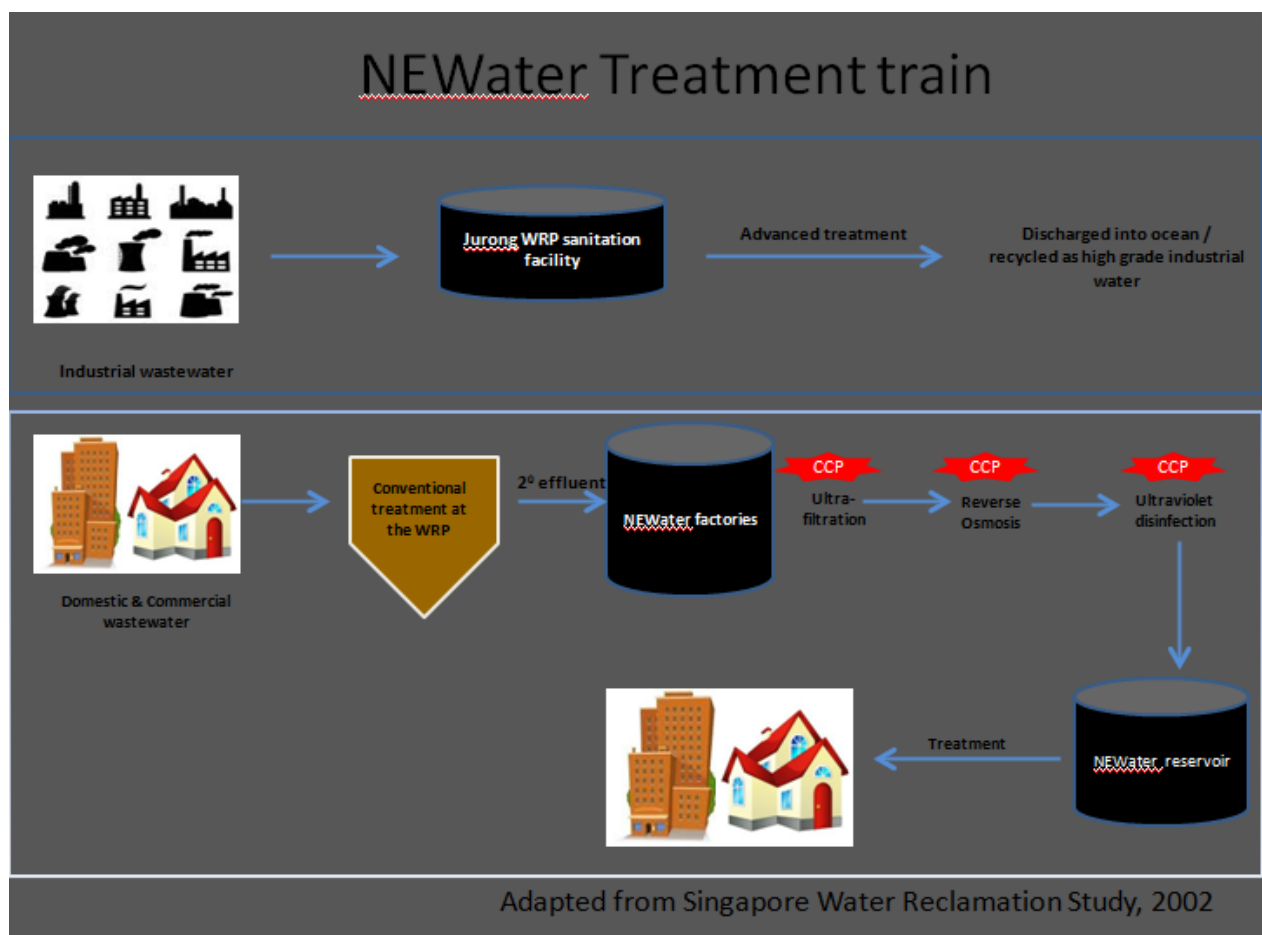 NEWater Treatment train
Jurong WRP sanitation
facility
Advanced treatment
Discharged into ocean /
recycled as high grade industrial
water
Industrial wastewater
Domestic & Commercial
wastewater
Conventional
treatment at
the WRP
2⁰ effluent
NEWater factories
CCP
Ultra-
filtration
CCP
Reverse
Osmosis
CCP
Ultraviolet
disinfection
Treatment
NEWater reservoir
Adapted from Singapore Water Reclamation Study, 2002